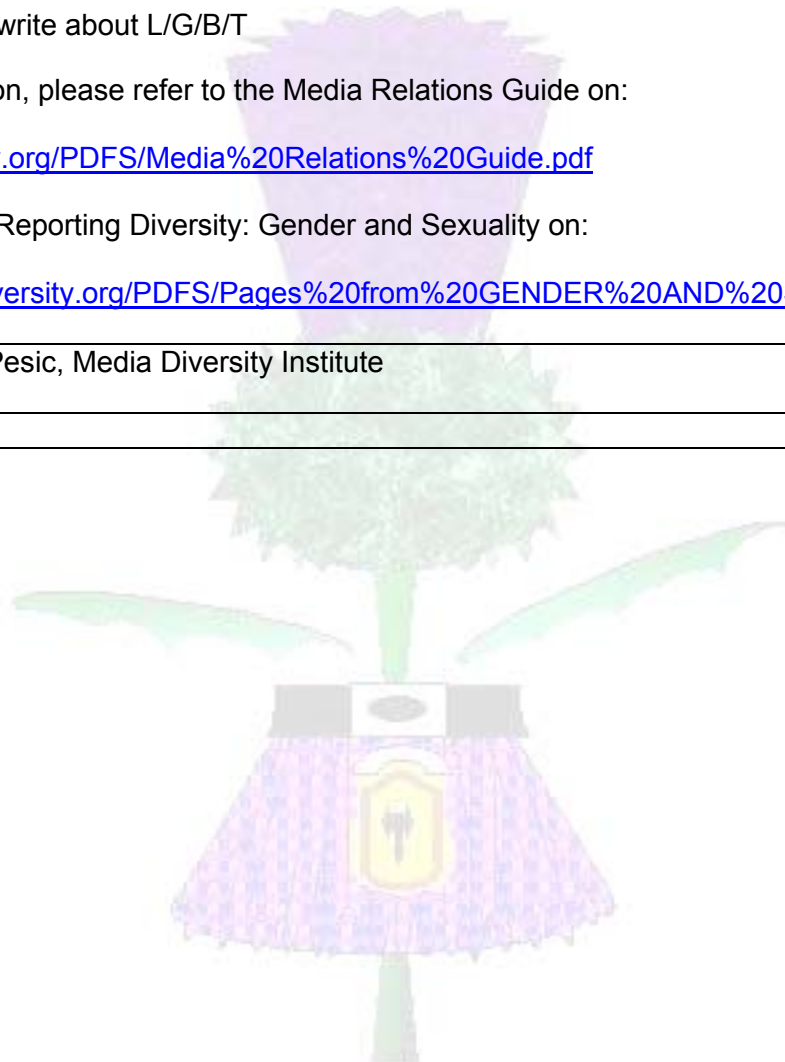 write about L/G/B/T
on, please refer to the Media Relations Guide on:
.org/PDFS/Media%20Relations%20Guide.pdf
Reporting Diversity: Gender and Sexuality on:
versity.org/PDFS/Pages%20from%20GENDER%20AND%20
Pesic, Media Diversity Institute